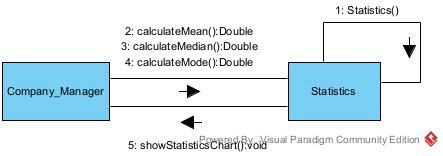 1: Statistics()
2: calculateMean():Double
3: calculateMedian():Double
4: calculateMode():Double
Company_Manager
Statistics
Powered By Visual Paradigm Community Edition
5: showStatisticsChart():void